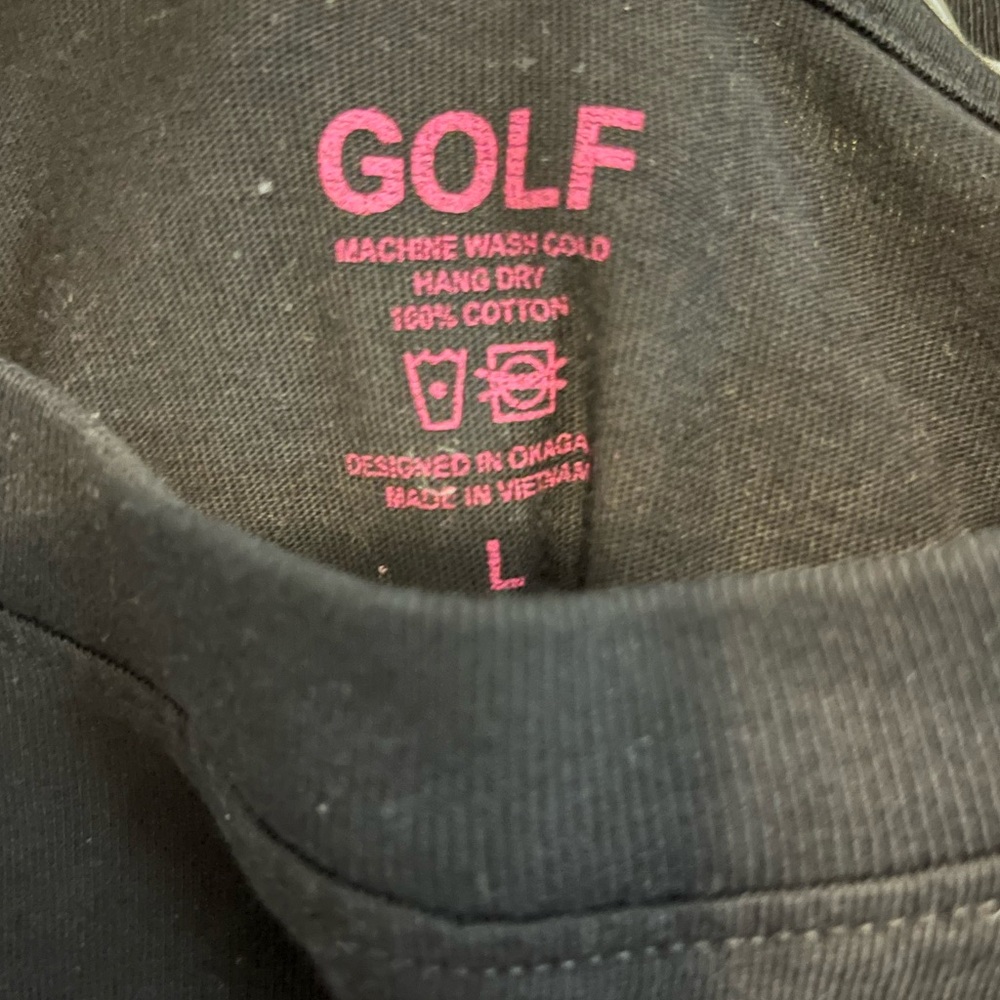 GOLF
MACHINE WASH COLD
HANG DRY
100% COTTON
DESIGNED IN OKAGA
MADE IN VIETNAM
L